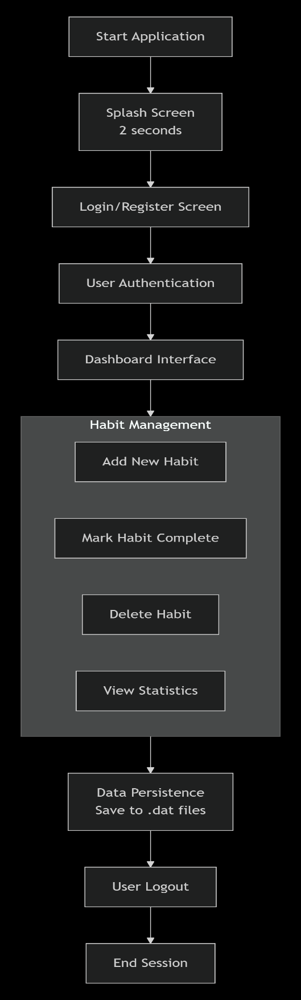 Start Application
Splash Screen
2 seconds
Login/Register Screen
User Authentication
Dashboard Interface
Habit Management
Add New Habit
Mark Habit Complete
Delete Habit
View Statistics
Data Persistence
Save to .dat files
User Logout
End Session